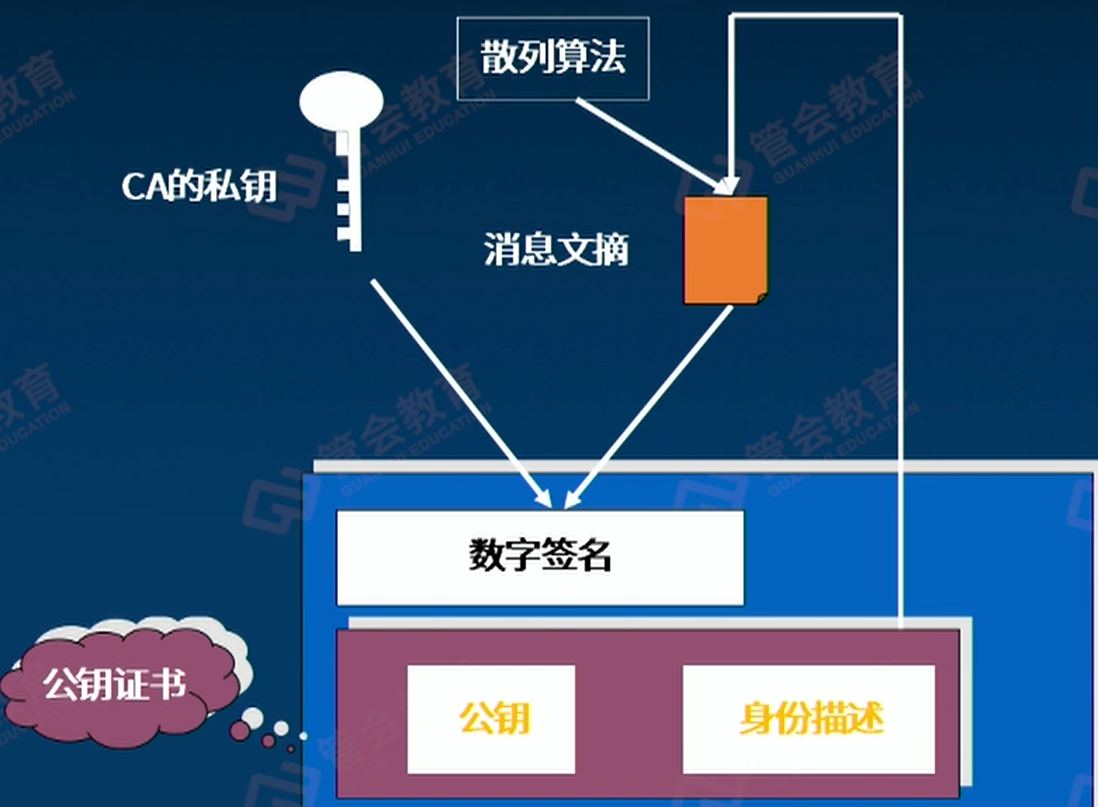 散列算法
CA的私钥
消息文摘
数字签名
公钥证书
公钥
身份描述
管会教育
GUANHUI EDUCATION